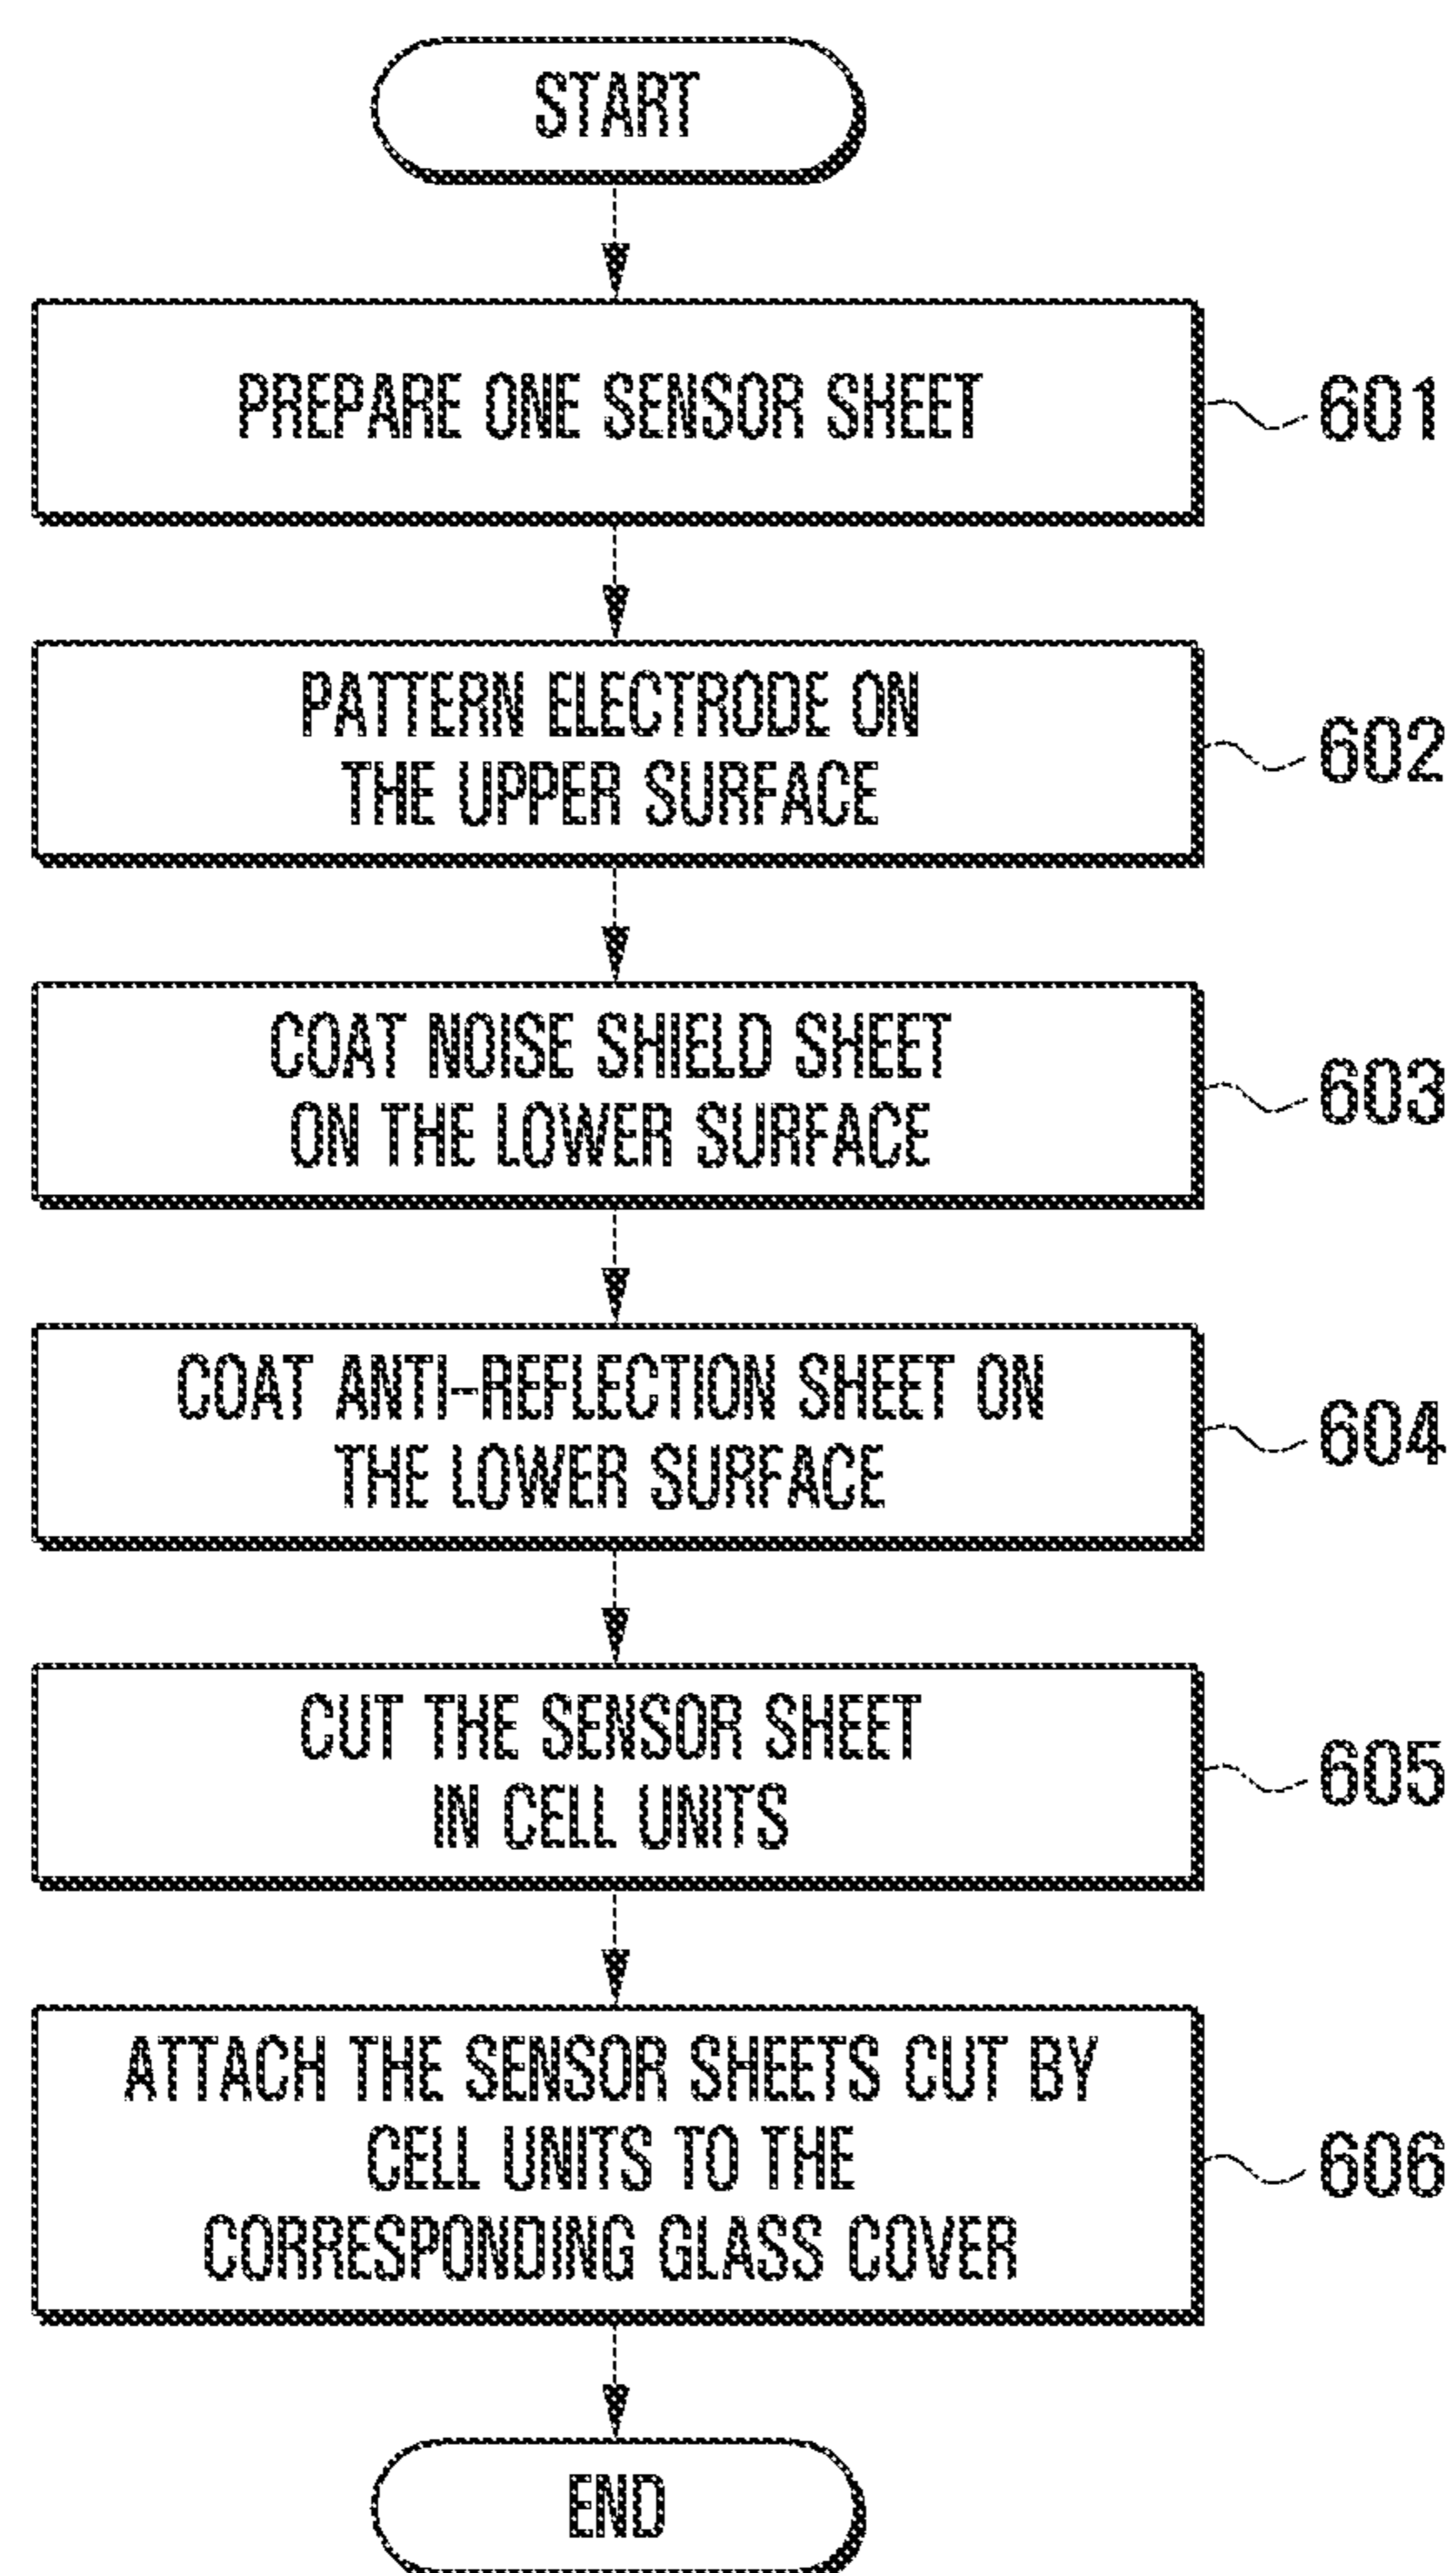 START
PREPARE ONE SENSOR SHEET
601
PATTERN ELECTRODE ON
THE UPPER SURFACE
602
COAT NOISE SHIELD SHEET
ON THE LOWER SURFACE
603
COAT ANTI-REFLECTION SHEET ON
THE LOWER SURFACE
604
CUT THE SENSOR SHEET
IN CELL UNITS
605
ATTACH THE SENSOR SHEETS CUT BY
CELL UNITS TO THE
CORRESPONDING GLASS COVER
606
END